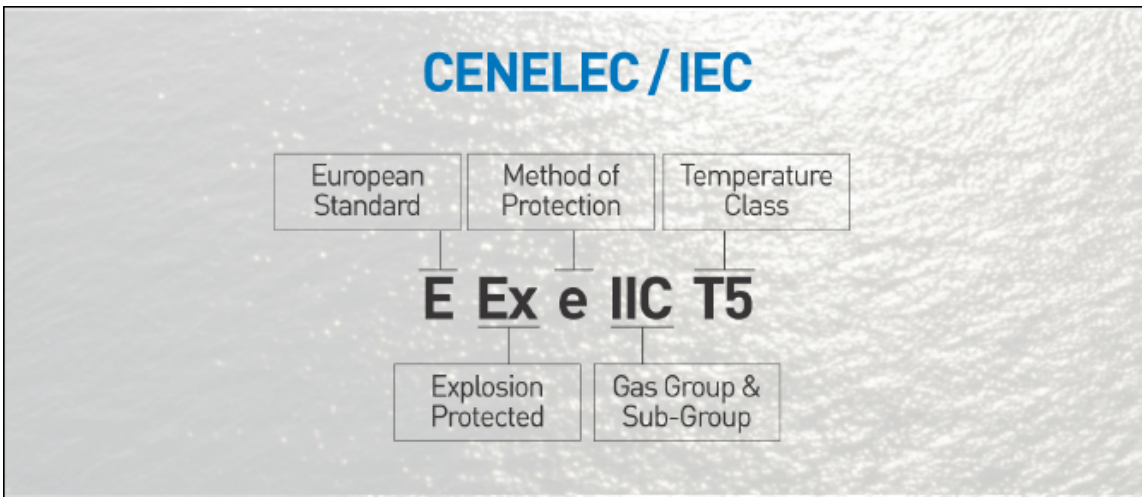 CENELEC / IEC
European
Standard
Method of
Protection
Temperature
Class
E Ex e IIC T5
Explosion
Protected
Gas Group &
Sub-Group